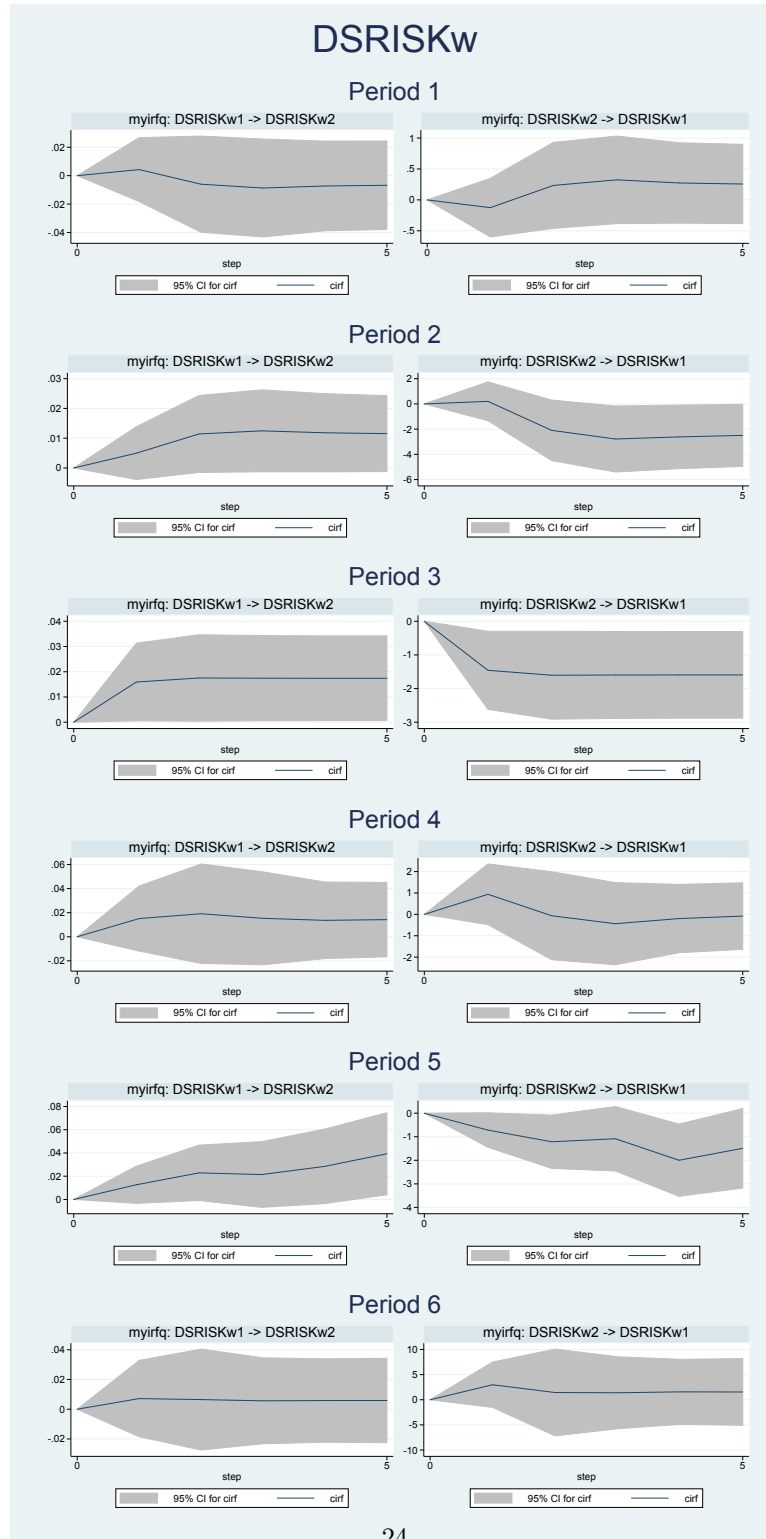 DSRISKw
Period 1
myirfq: DSRISKw1 -> DSRISKw2
.02
0
-.02
-.04
0 5
step
95% CI for cirf cirf
myirfq: DSRISKw2 -> DSRISKw1
1
.5
0
-.5
0 5
step
95% CI for cirf cirf
Period 2
myirfq: DSRISKw1 -> DSRISKw2
.03
.02
.01
0
0 5
step
95% CI for cirf cirf
myirfq: DSRISKw2 -> DSRISKw1
2
0
-2
-4
-6
0 5
step
95% CI for cirf cirf
Period 3
myirfq: DSRISKw1 -> DSRISKw2
.04
.03
.02
.01
0
0 5
step
95% CI for cirf cirf
myirfq: DSRISKw2 -> DSRISKw1
0
-1
-2
-3
0 5
step
95% CI for cirf cirf
Period 4
myirfq: DSRISKw1 -> DSRISKw2
.06
.04
.02
0
-.02
0 5
step
95% CI for cirf cirf
myirfq: DSRISKw2 -> DSRISKw1
2
1
0
-1
-2
0 5
step
95% CI for cirf cirf
Period 5
myirfq: DSRISKw1 -> DSRISKw2
.08
.06
.04
.02
0
0 5
step
95% CI for cirf cirf
myirfq: DSRISKw2 -> DSRISKw1
0
-1
-2
-3
-4
0 5
step
95% CI for cirf cirf
Period 6
myirfq: DSRISKw1 -> DSRISKw2
.04
.02
0
-.02
0 5
step
95% CI for cirf cirf
myirfq: DSRISKw2 -> DSRISKw1
10
5
0
-5
-10
0 5
step
95% CI for cirf cirf